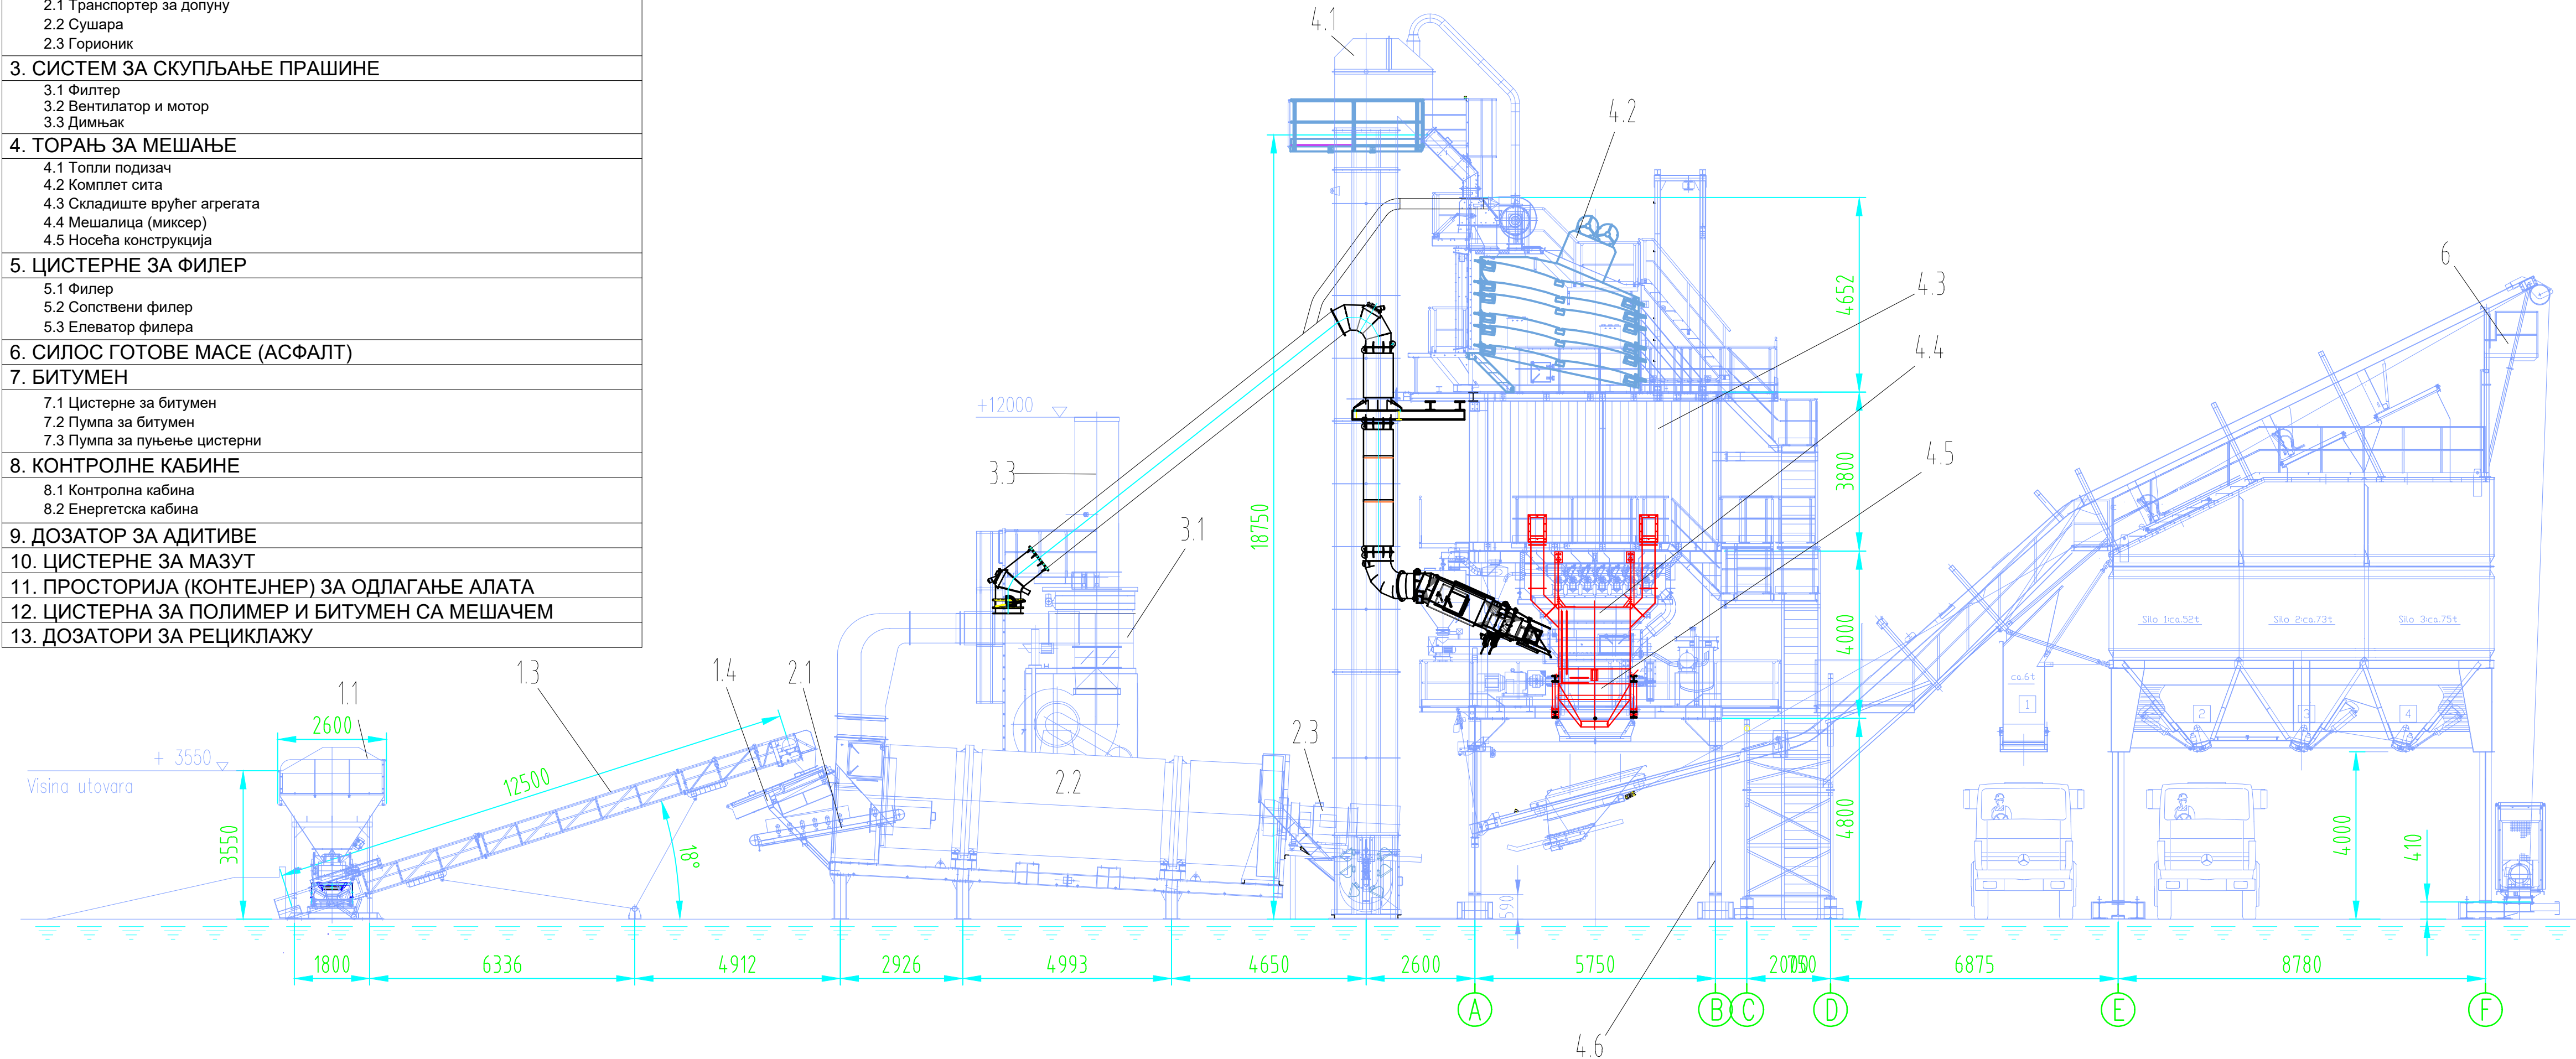 2.1 Транспортер за допуну
2.2 Сушара
2.3 Горионик
3. СИСТЕМ ЗА СКУПЉАЊЕ ПРАШИНЕ
3.1 Филтер
3.2 Вентилатор и мотор
3.3 Димњак
4. ТОРАЊ ЗА МЕШАЊЕ
4.1 Топли подизач
4.2 Комплет сита
4.3 Складиште врућег агрегата
4.4 Мешалица (миксер)
4.5 Носећа конструкција
5. ЦИСТЕРНЕ ЗА ФИЛЕР
5.1 Филер
5.2 Сопствени филер
5.3 Елеватор филера
6. СИЛОС ГОТОВЕ МАСЕ (АСФАЛТ)
7. БИТУМЕН
7.1 Цистерне за битумен
7.2 Пумпа за битумен
7.3 Пумпа за пуњење цистерни
8. КОНТРОЛНЕ КАБИНЕ
8.1 Контролна кабина
8.2 Енергетска кабина
9. ДОЗАТОР ЗА АДИТИВЕ
10. ЦИСТЕРНЕ ЗА МАЗУТ
11. ПРОСТОРИЈА (КОНТЕЈНЕР) ЗА ОДЛАГАЊЕ АЛАТА
12. ЦИСТЕРНА ЗА ПОЛИМЕР И БИТУМЕН СА МЕШАЧЕМ
13. ДОЗАТОРИ ЗА РЕЦИКЛАЖУ
4.1
4.2
4.3
4.4
4.5
6
4652
3800
4000
4800
18750
+12000
3.3
3.1
1.1
1.3
1.4
2.1
2.2
2.3
2600
+ 3550
Visina utovara
3550
12500
18°
590
Silo 1:ca.52t
Silo 2:ca.73t
Silo 3:ca.75t
ca.6t
1
2
3
4
4000
410
1800
6336
4912
2926
4993
4650
2600
5750
2000
750
6875
8780
A
B
C
D
E
F
4.6